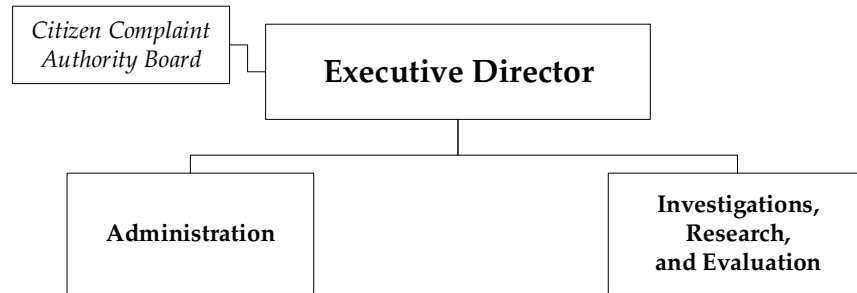 Citizen Complaint
Authority Board
Executive Director
Administration
Investigations,
Research,
and Evaluation